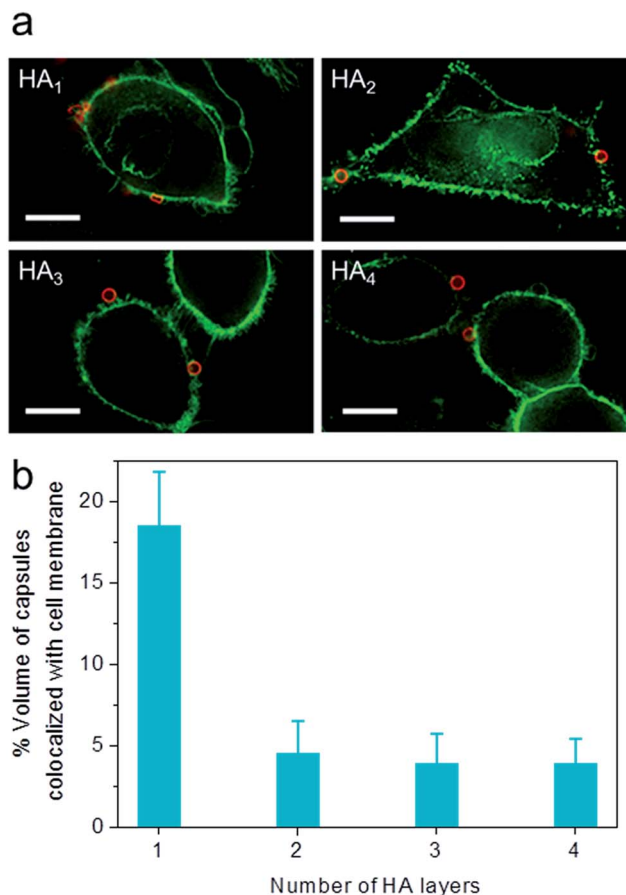 a
HA₁
HA₂
HA₃
HA₄
b
% Volume of capsules
colocalized with cell membrane
20
15
10
5
0
1 2 3 4
Number of HA layers